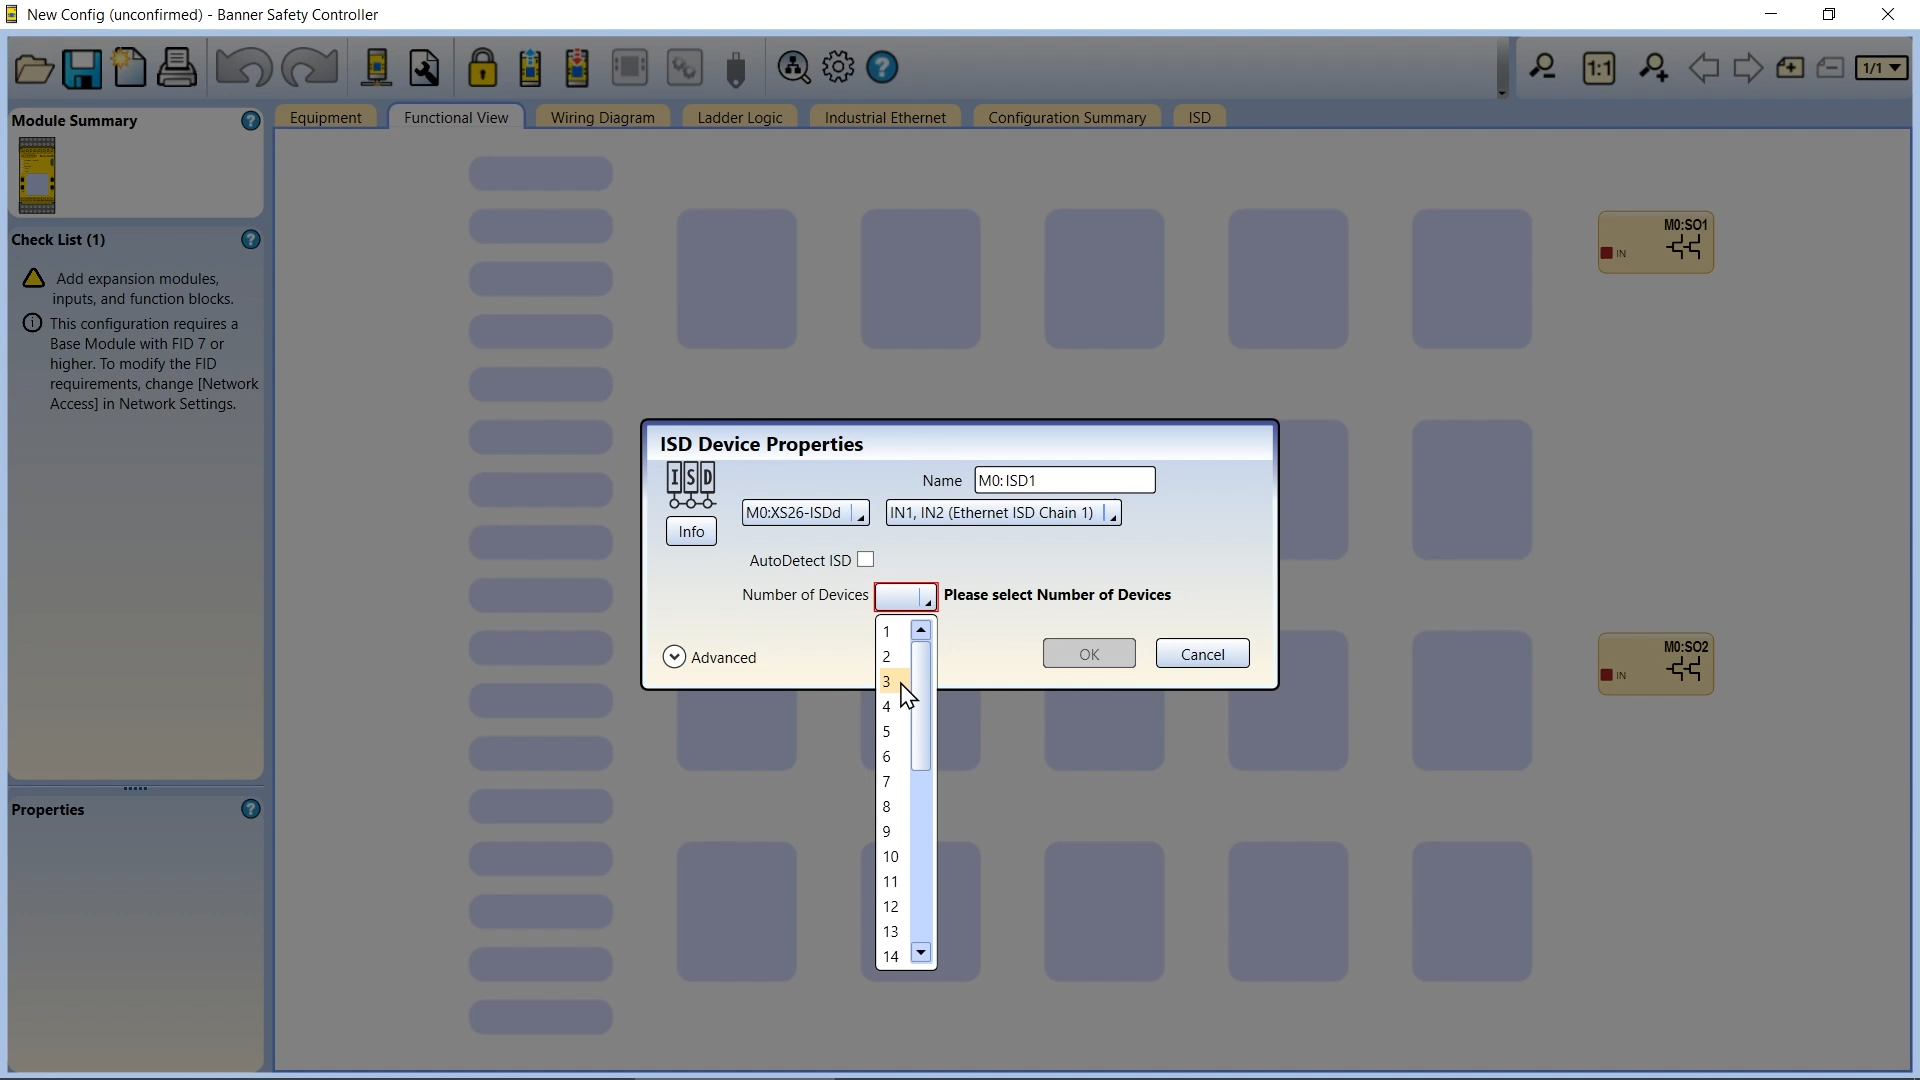 New Config (unconfirmed) - Banner Safety Controller
1:1
1/1
Module Summary
Equipment
Functional View
Wiring Diagram
Ladder Logic
Industrial Ethernet
Configuration Summary
ISD
Check List (1)
Add expansion modules,
inputs, and function blocks.
This configuration requires a
Base Module with FID 7 or
higher. To modify the FID
requirements, change [Network
Access] in Network Settings.
Properties
M0:SO1
IN
M0:SO2
IN
ISD Device Properties
ISD
Name M0:ISD1
M0:XS26-ISDd IN1, IN2 (Ethernet ISD Chain 1)
Info
AutoDetect ISD
Number of Devices Please select Number of Devices
Advanced
OK
Cancel
1
2
3
4
5
6
7
8
9
10
11
12
13
14